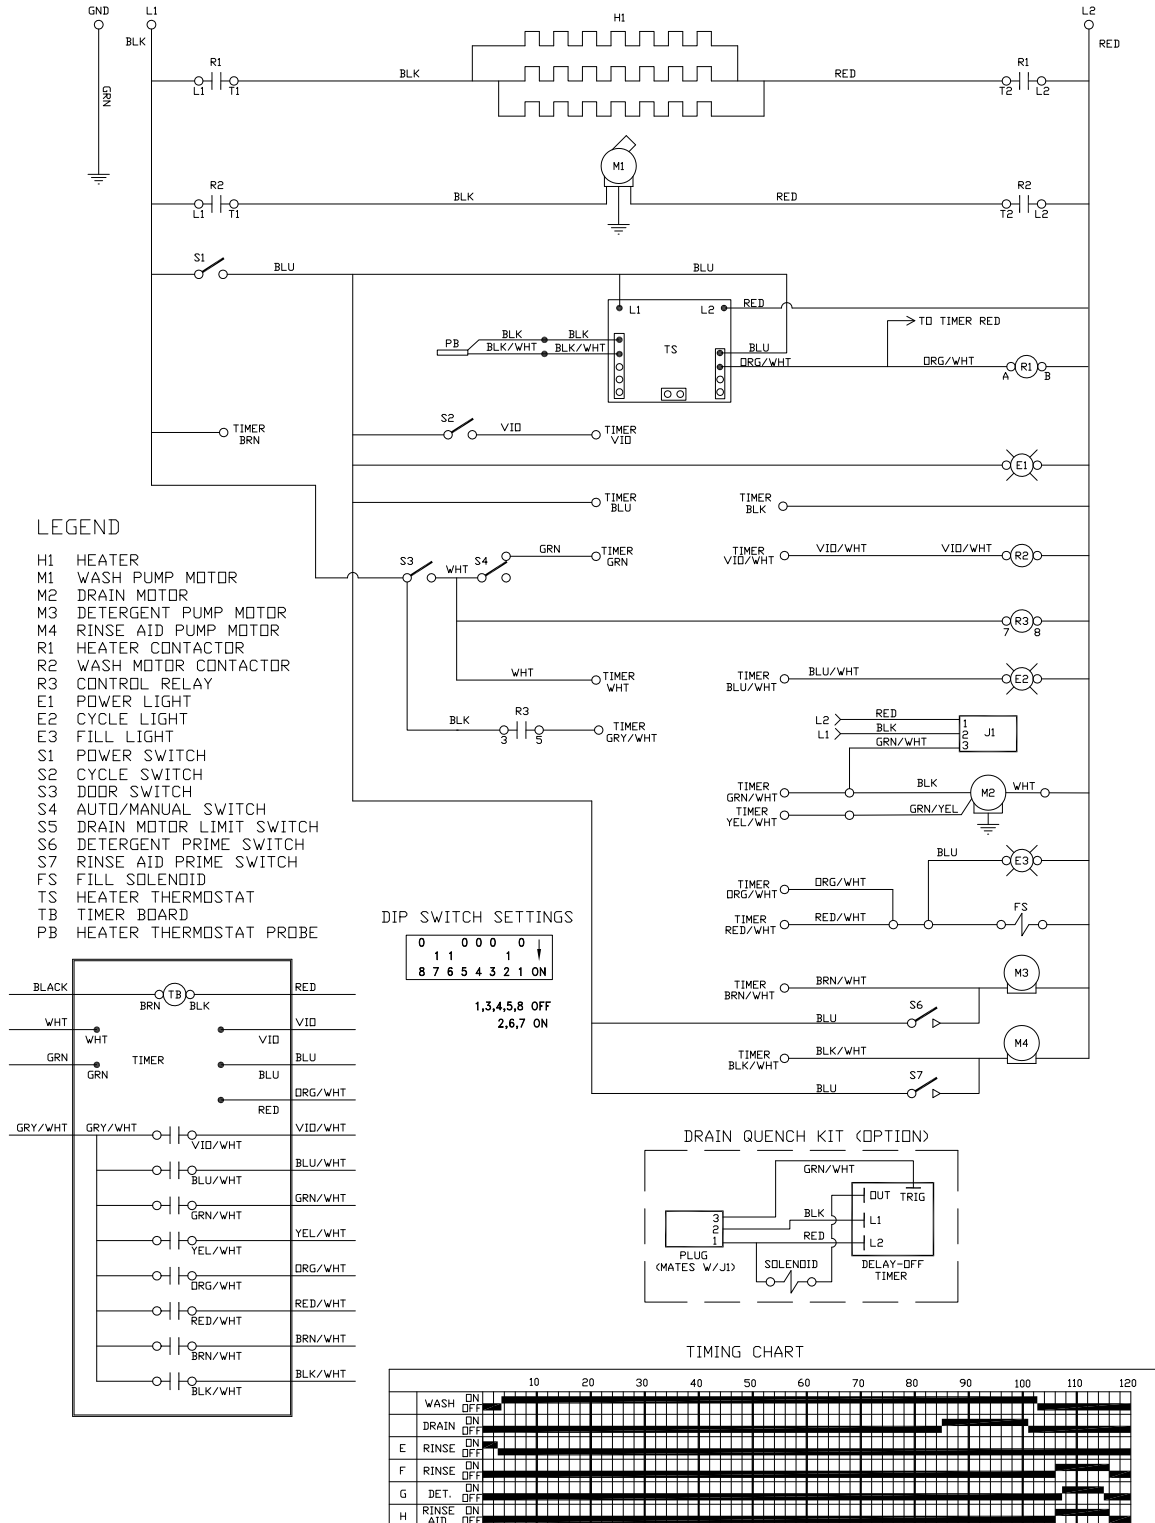 GND
L1
L2
BLK
RED
GRN
H1
R1
L1 T1
BLK
RED
R1
T2 L2
M1
R2
L1 T1
BLK
RED
R2
T2 L2
S1
BLU
BLU
L1
L2
RED
TO TIMER RED
PB
BLK
BLK
BLK/WHT
BLK/WHT
TS
BLU
ORG/WHT
ORG/WHT
R1
A B
TIMER
BRN
S2
VIO
TIMER
VIO
E1
TIMER
BLU
TIMER
BLK
S3
WHT
S4
GRN
TIMER
GRN
TIMER
VIO/WHT
VIO/WHT
VIO/WHT
R2
R3
7 8
WHT
TIMER
WHT
TIMER
BLU/WHT
BLU/WHT
E2
BLK
R3
3 5
TIMER
GRY/WHT
L2
L1
RED
BLK
GRN/WHT
1
2
3
J1
TIMER
GRN/WHT
BLK
M2
WHT
TIMER
YEL/WHT
GRN/YEL
BLU
E3
TIMER
ORG/WHT
ORG/WHT
TIMER
RED/WHT
RED/WHT
FS
TIMER
BRN/WHT
BRN/WHT
M3
BLU
S6
TIMER
BLK/WHT
BLK/WHT
M4
BLU
S7
LEGEND
H1 HEATER
M1 WASH PUMP MOTOR
M2 DRAIN MOTOR
M3 DETERGENT PUMP MOTOR
M4 RINSE AID PUMP MOTOR
R1 HEATER CONTACTOR
R2 WASH MOTOR CONTACTOR
R3 CONTROL RELAY
E1 POWER LIGHT
E2 CYCLE LIGHT
E3 FILL LIGHT
S1 POWER SWITCH
S2 CYCLE SWITCH
S3 DOOR SWITCH
S4 AUTO/MANUAL SWITCH
S5 DRAIN MOTOR LIMIT SWITCH
S6 DETERGENT PRIME SWITCH
S7 RINSE AID PRIME SWITCH
FS FILL SOLENOID
TS HEATER THERMOSTAT
TB TIMER BOARD
PB HEATER THERMOSTAT PROBE
DIP SWITCH SETTINGS
0 0 0 0 0
1 1 1
8 7 6 5 4 3 2 1 ON
1,3,4,5,8 OFF
2,6,7 ON
BLACK
BRN
TB
BLK
RED
WHT
WHT
VIO
VIO
GRN
GRN
TIMER
BLU
BLU
RED
ORG/WHT
GRY/WHT
GRY/WHT
VIO/WHT
VIO/WHT
BLU/WHT
BLU/WHT
GRN/WHT
GRN/WHT
YEL/WHT
YEL/WHT
ORG/WHT
ORG/WHT
RED/WHT
RED/WHT
BRN/WHT
BRN/WHT
BLK/WHT
BLK/WHT
DRAIN QUENCH KIT (OPTION)
GRN/WHT
OUT TRIG
3
2
1
BLK
L1
RED
L2
PLUG
(MATES W/J1)
SOLENOID
DELAY-OFF
TIMER
TIMING CHART
10 20 30 40 50 60 70 80 90 100 110 120
WASH ON
OFF
DRAIN ON
OFF
E RINSE ON
OFF
F RINSE ON
OFF
G DET. ON
OFF
H RINSE AID ON
OFF